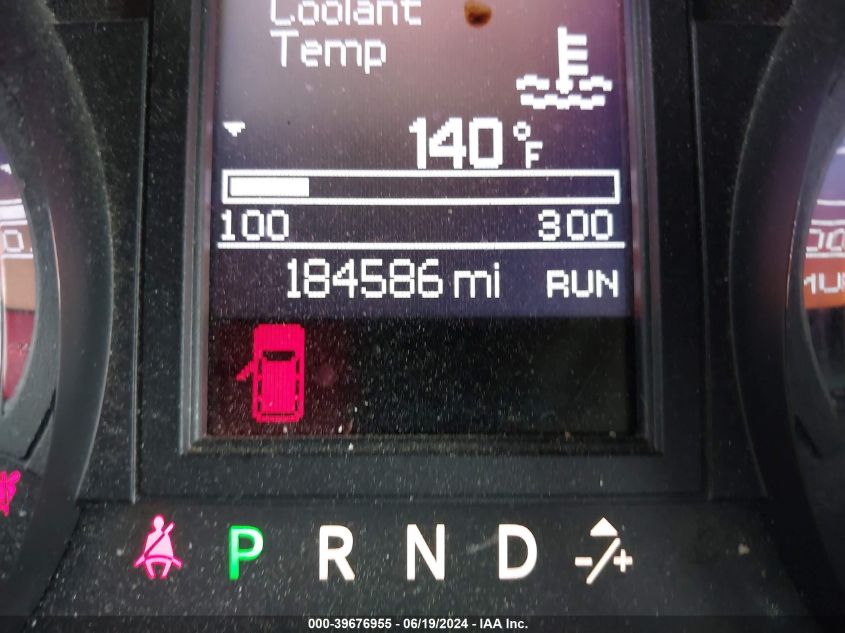 Coolant
Temp
140 °F
100 300
184586 mi RUN
P R N D -/+
000-39676955 - 06/19/2024 - IAA Inc.